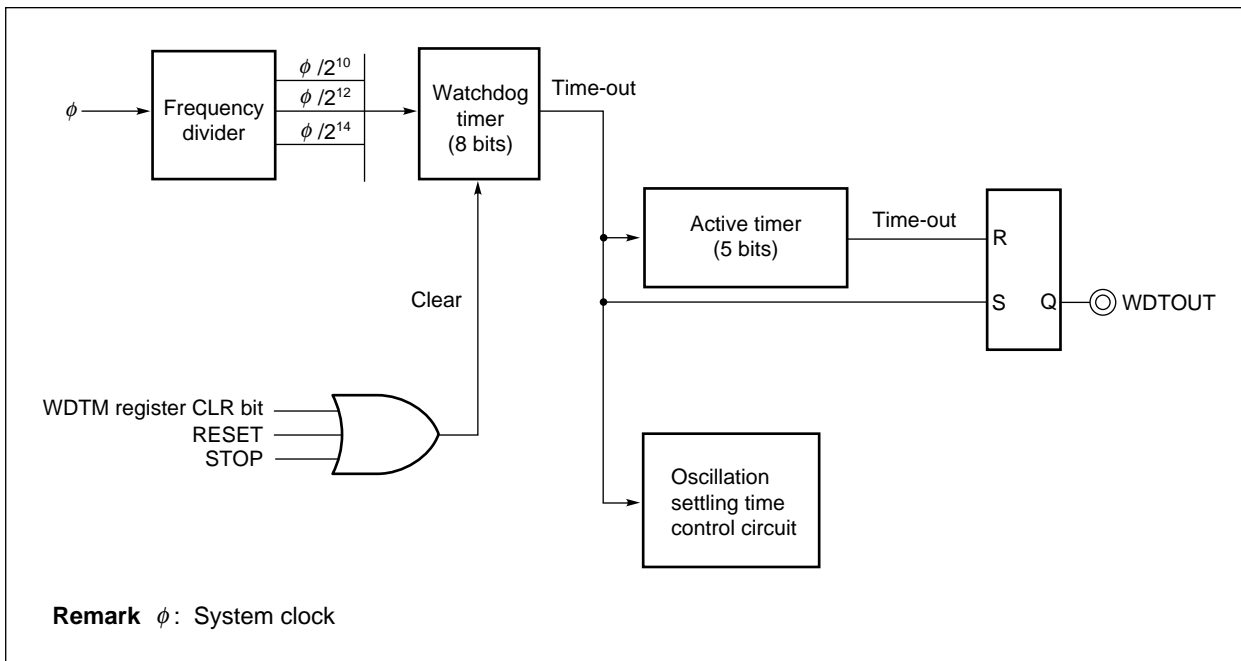 ϕ
Frequency
divider
ϕ /2¹⁰
ϕ /2¹²
ϕ /2¹⁴
Watchdog
timer
(8 bits)
Time-out
Active timer
(5 bits)
Time-out
R
S
Q
WDTOUT
Clear
WDTM register CLR bit
RESET
STOP
Oscillation
settling time
control circuit
Remark ϕ : System clock